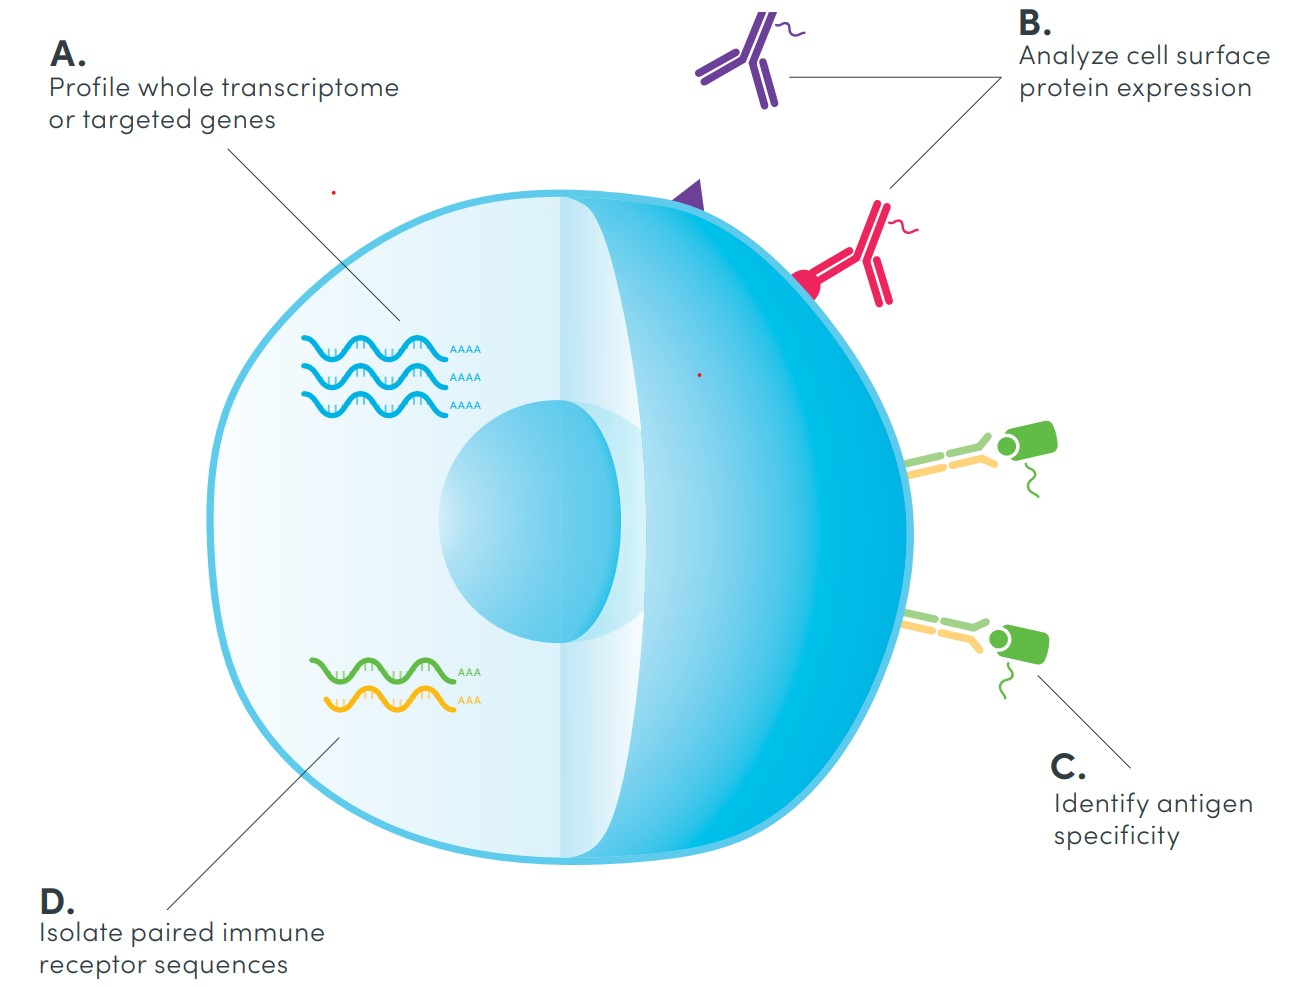 A.
Profile whole transcriptome
or targeted genes
B.
Analyze cell surface
protein expression
AAAA
AAAA
AAAA
AAA
AAA
C.
Identify antigen
specificity
D.
Isolate paired immune
receptor sequences